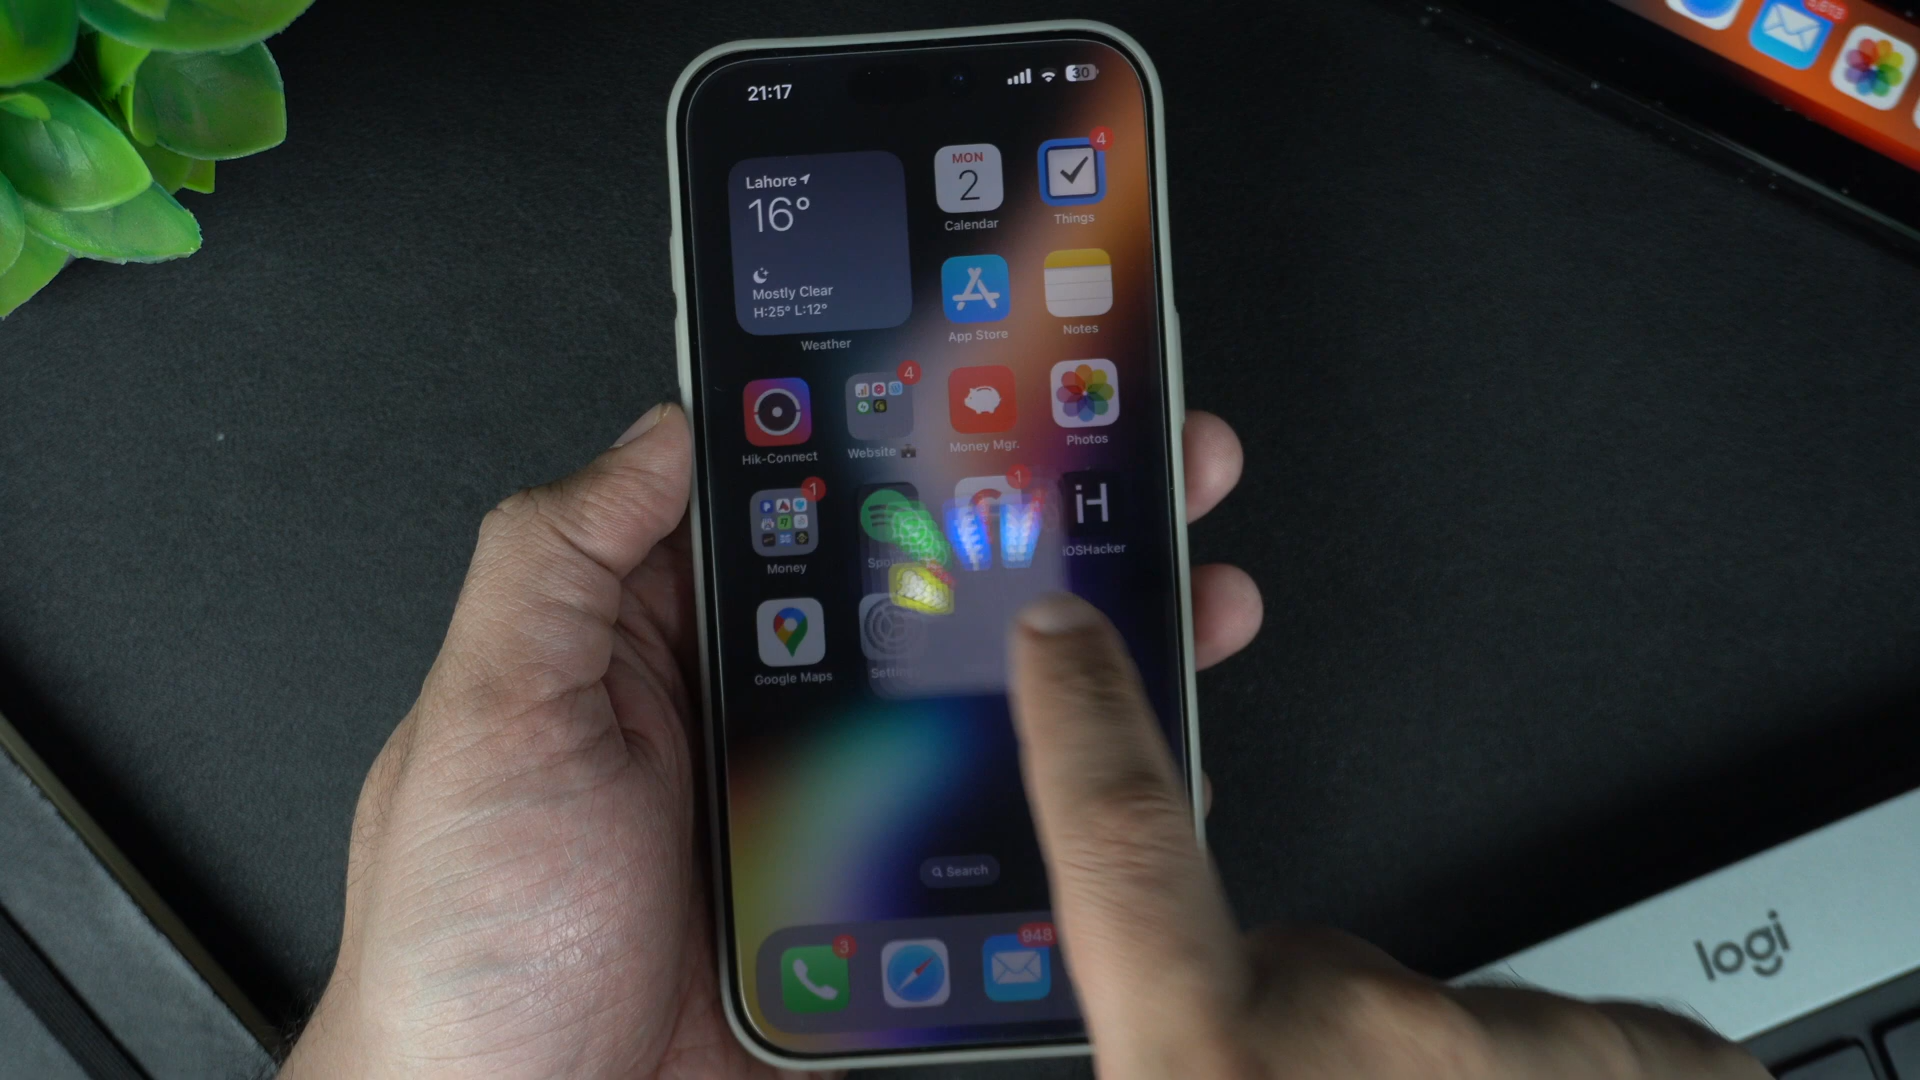 21:17
30
Lahore
16°
Mostly Clear
H:25° L:12°
Weather
MON
2
Calendar
4
Things
App Store
Notes
Hik-Connect
4
Website
Money Mgr.
Photos
1
Money
1
iH
iOSHacker
Google Maps
Search
3
948
logi